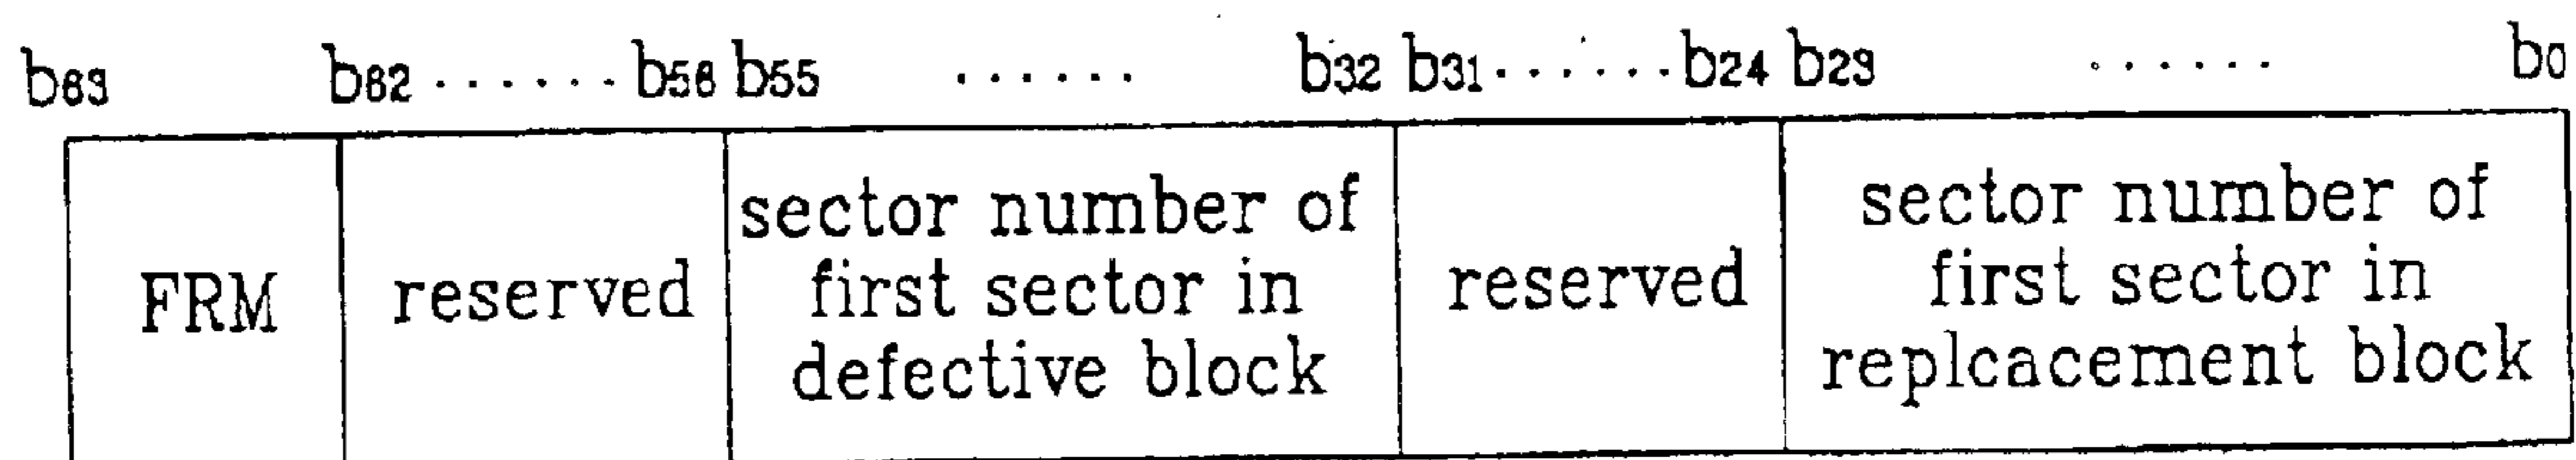 b63 b62 ...... b56 b55 ...... b32 b31 ...... b24 b23 ...... b0
FRM
reserved
sector number of
first sector in
defective block
reserved
sector number of
first sector in
replcacement block